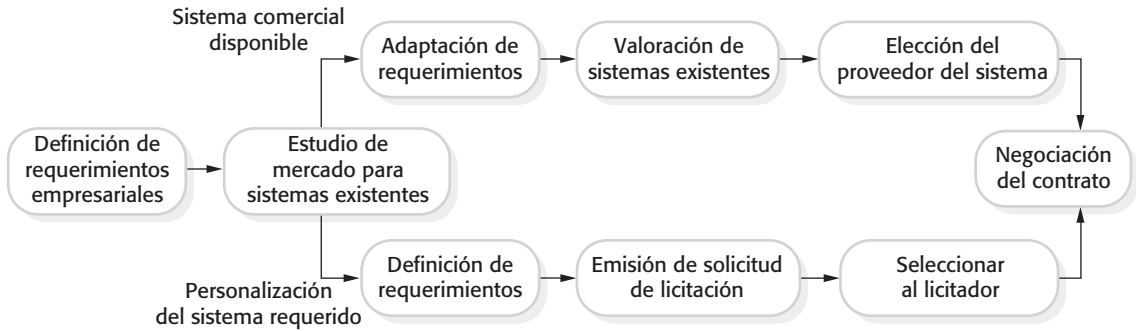 Sistema comercial
disponible
Adaptación de
requerimientos
Valoración de
sistemas existentes
Elección del
proveedor del sistema
Definición de
requerimientos
empresariales
Estudio de
mercado para
sistemas existentes
Negociación
del contrato
Personalización
del sistema requerido
Definición de
requerimientos
Emisión de solicitud
de licitación
Seleccionar
al licitador